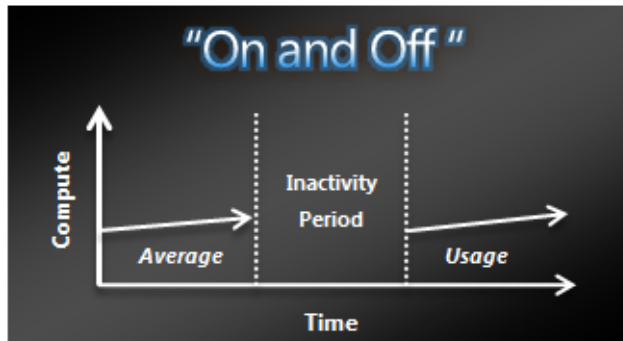 "On and Off "
Compute
Inactivity
Period
Average
Usage
Time